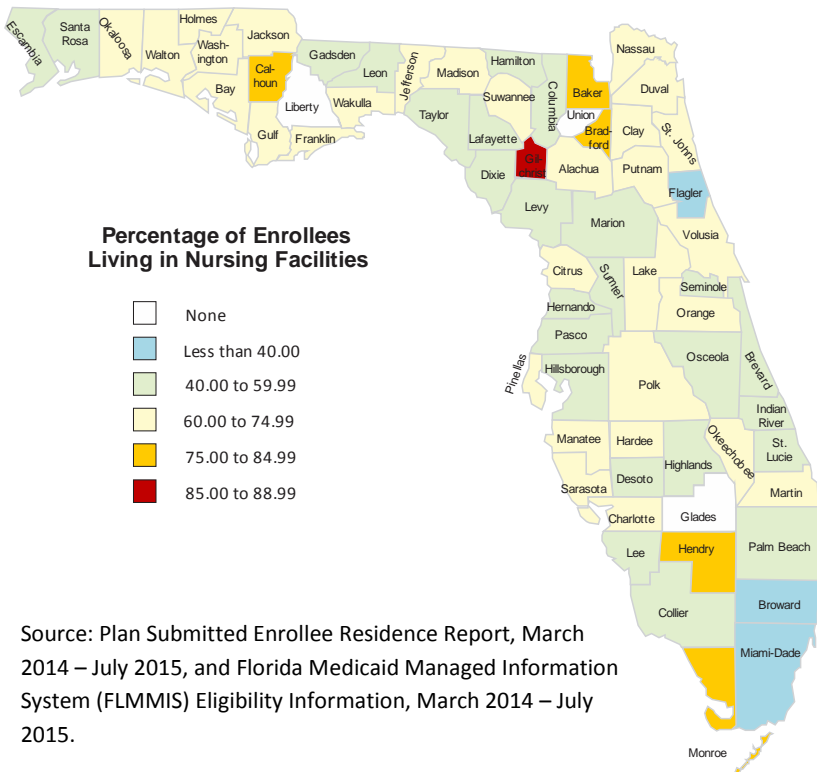 Escambia
Santa
Rosa
Okaloosa
Walton
Holmes
Wash-
ington
Bay
Jackson
Cal-
houn
Gulf
Liberty
Franklin
Gadsden
Leon
Wakulla
Jefferson
Madison
Taylor
Hamilton
Suwannee
Lafayette
Dixie
Columbia
Baker
Union
Brad-
ford
Gil-
christ
Alachua
Levy
Nassau
Duval
Clay
St. Johns
Putnam
Flagler
Marion
Volusia
Citrus
Sumter
Lake
Seminole
Orange
Hernando
Pasco
Pinellas
Hillsborough
Polk
Osceola
Brevard
Indian
River
Okeechobee
St.
Lucie
Manatee
Hardee
Highlands
Sarasota
Desoto
Martin
Charlotte
Glades
Lee
Hendry
Palm Beach
Collier
Broward
Miami-Dade
Monroe
Percentage of Enrollees
Living in Nursing Facilities
None
Less than 40.00
40.00 to 59.99
60.00 to 74.99
75.00 to 84.99
85.00 to 88.99
Source: Plan Submitted Enrollee Residence Report, March
2014 – July 2015, and Florida Medicaid Managed Information
System (FLMMIS) Eligibility Information, March 2014 – July
2015.